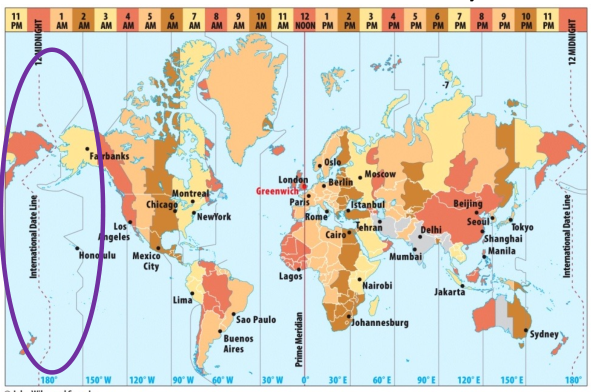 11 PM
12 MIDNIGHT
1 AM
2 AM
3 AM
4 AM
5 AM
6 AM
7 AM
8 AM
9 AM
10 AM
11 AM
12 NOON
1 PM
2 PM
3 PM
4 PM
5 PM
6 PM
7 PM
8 PM
9 PM
10 PM
11 PM
12 MIDNIGHT
-7
Fairbanks
Oslo
Moscow
London
Berlin
Greenwich
Montreal
Paris
Chicago
New York
Istanbul
Beijing
Rome
Seoul
Tokyo
Los
Angeles
Tehran
Cairo
Delhi
Shanghai
Honolulu
Mexico
City
Mumbai
Manila
Lagos
International Date Line
International Date Line
Lima
Nairobi
Jakarta
Sao Paulo
Johannesburg
Buenos
Aires
Sydney
Prime Meridian
180°
150° W
120° W
90° W
60° W
30° W
0°
30° E
60° E
90° E
120° E
150° E
180°